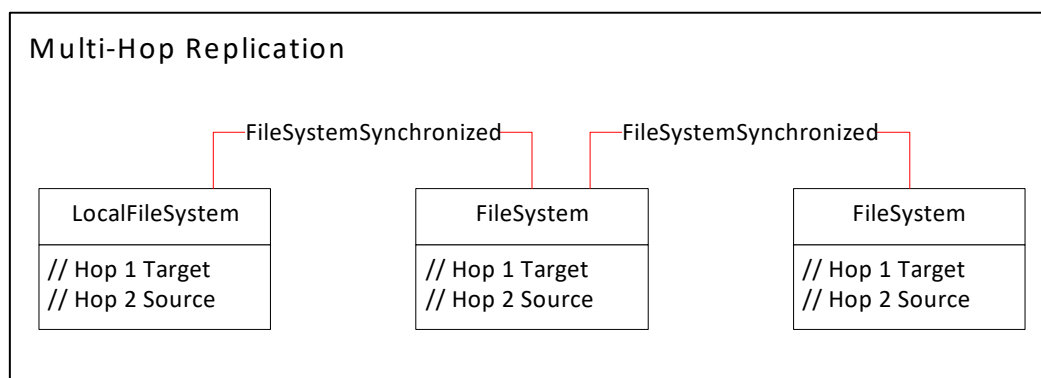 Multi-Hop Replication
FileSystemSynchronized
FileSystemSynchronized
LocalFileSystem
// Hop 1 Target
// Hop 2 Source
FileSystem
// Hop 1 Target
// Hop 2 Source
FileSystem
// Hop 1 Target
// Hop 2 Source